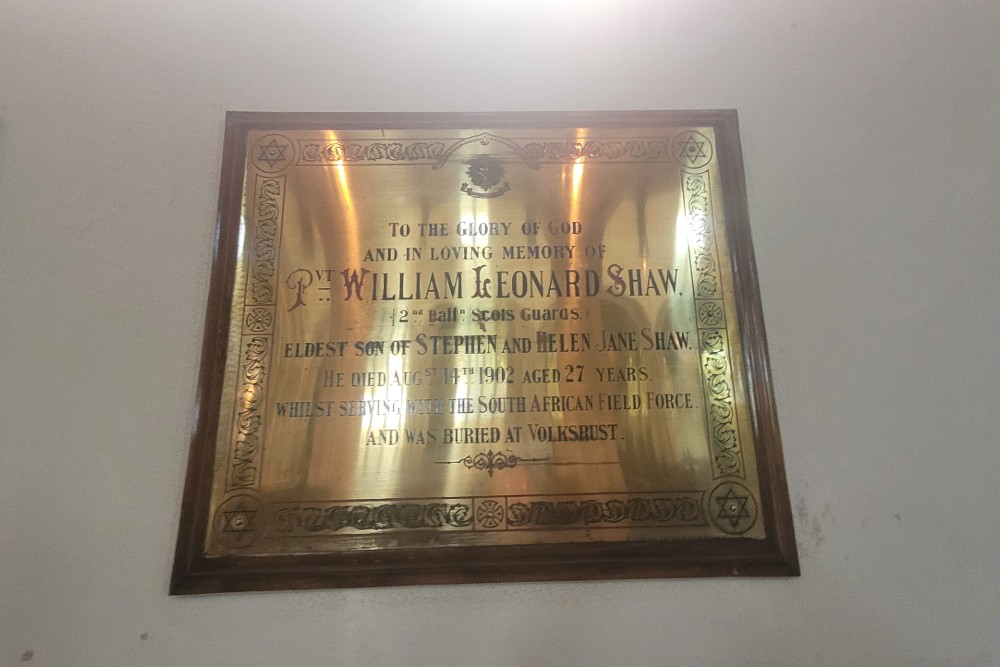 TO THE GLORY OF GOD
AND IN LOVING MEMORY OF
PVT WILLIAM LEONARD SHAW,
2nd Battn Scots Guards.
ELDEST SON OF STEPHEN AND HELEN JANE SHAW.
HE DIED AUGST 14TH 1902 AGED 27 YEARS.
WHILST SERVING WITH THE SOUTH AFRICAN FIELD FORCE.
AND WAS BURIED AT VOLKSRUST.